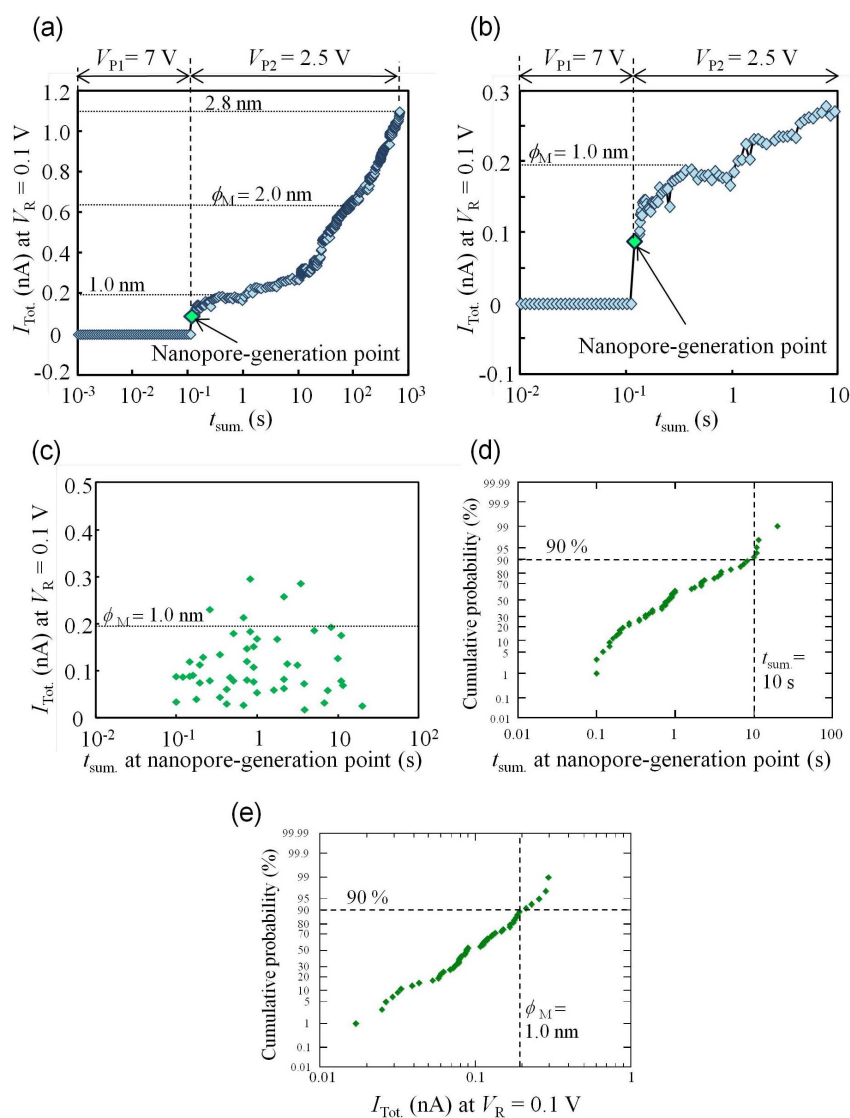 (a)
V_P1 = 7 V V_P2 = 2.5 V
1.2
1.0
0.8
0.6
0.4
0.2
0
-0.2
I_Tot. (nA) at V_R = 0.1 V
2.8 nm
ϕ_M = 2.0 nm
1.0 nm
Nanopore-generation point
10^-3 10^-2 10^-1 1 10 10^2 10^3
t_sum. (s)
(b)
V_P1 = 7 V V_P2 = 2.5 V
0.3
0.2
0.1
0
-0.1
I_Tot. (nA) at V_R = 0.1 V
ϕ_M = 1.0 nm
Nanopore-generation point
10^-2 10^-1 1 10
t_sum. (s)
(c)
0.5
0.4
0.3
0.2
0.1
0
I_Tot. (nA) at V_R = 0.1 V
ϕ_M = 1.0 nm
10^-2 10^-1 1 10 10^2
t_sum. at nanopore-generation point (s)
(d)
99.99
99.9
99
95
90
80
70
50
30
20
10
5
1
0.1
0.01
Cumulative probability (%)
90 %
t_sum. =
10 s
0.01 0.1 1 10 100
t_sum. at nanopore-generation point (s)
(e)
99.99
99.9
99
95
90
80
70
50
30
20
10
5
1
0.1
0.01
Cumulative probability (%)
90 %
ϕ_M =
1.0 nm
0.01 0.1 1
I_Tot. (nA) at V_R = 0.1 V